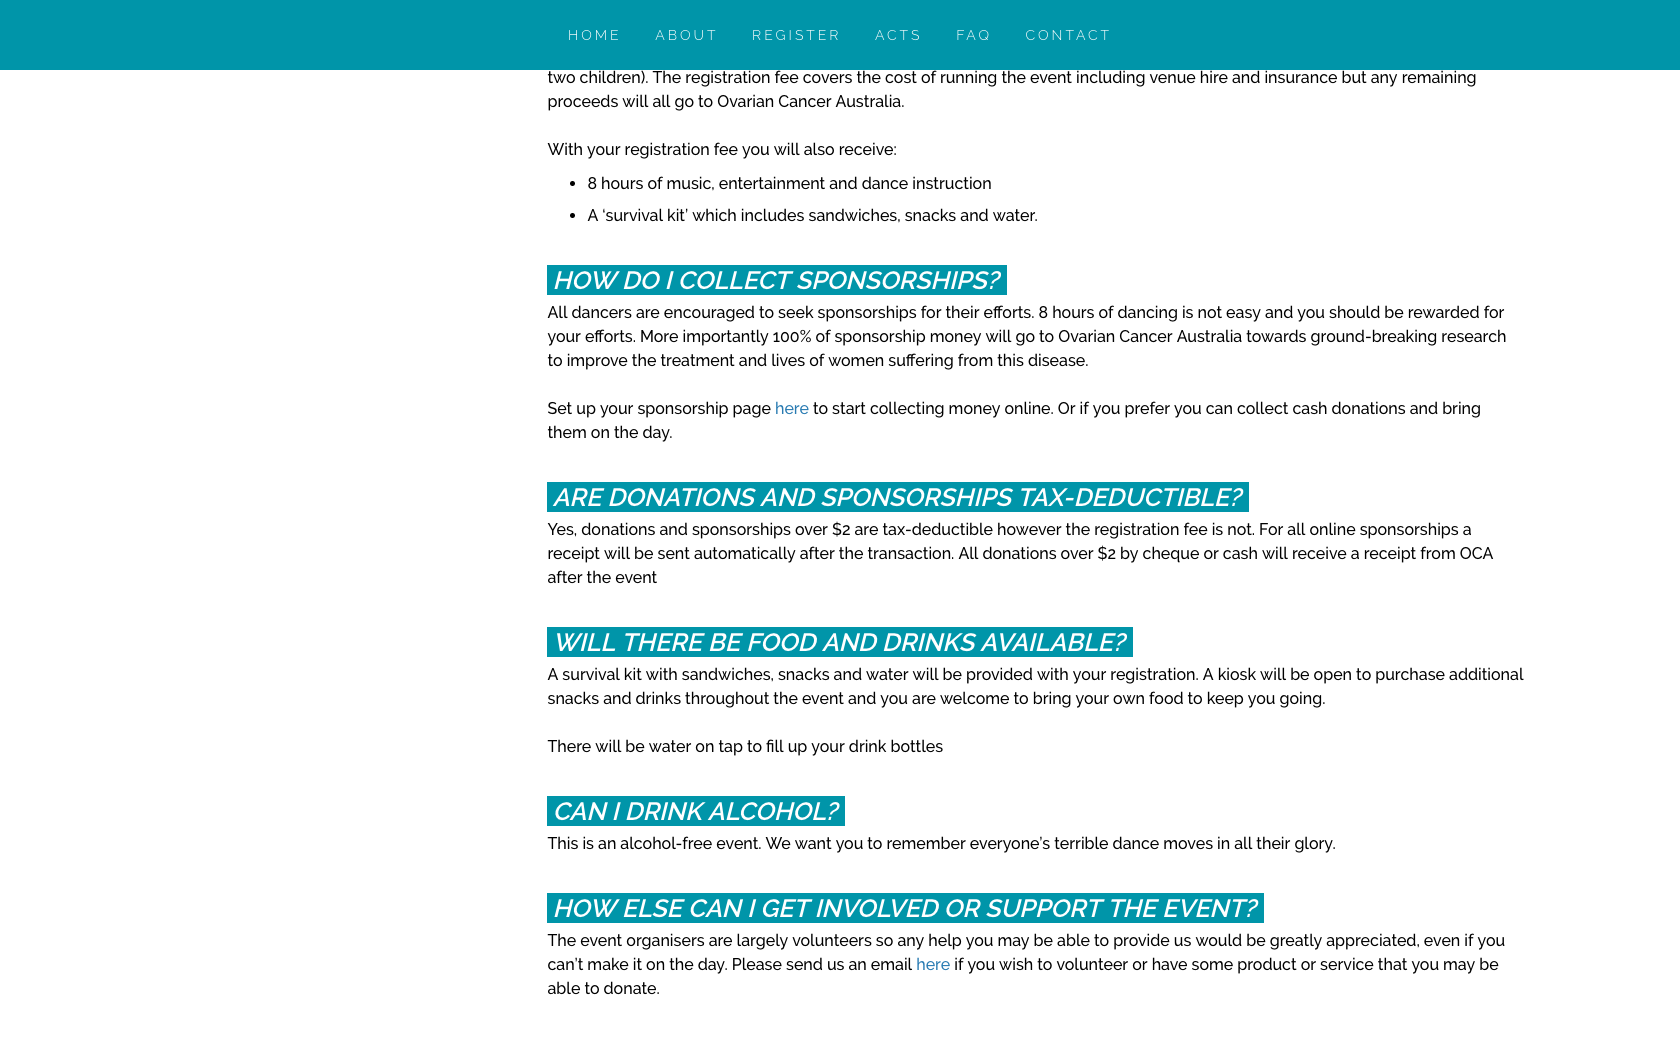 HOME ABOUT REGISTER ACTS FAQ CONTACT
two children). The registration fee covers the cost of running the event including venue hire and insurance but any remaining
proceeds will all go to Ovarian Cancer Australia.
With your registration fee you will also receive:
• 8 hours of music, entertainment and dance instruction
• A ‘survival kit’ which includes sandwiches, snacks and water.
HOW DO I COLLECT SPONSORSHIPS?
All dancers are encouraged to seek sponsorships for their efforts. 8 hours of dancing is not easy and you should be rewarded for
your efforts. More importantly 100% of sponsorship money will go to Ovarian Cancer Australia towards ground-breaking research
to improve the treatment and lives of women suffering from this disease.
Set up your sponsorship page here to start collecting money online. Or if you prefer you can collect cash donations and bring
them on the day.
ARE DONATIONS AND SPONSORSHIPS TAX-DEDUCTIBLE?
Yes, donations and sponsorships over $2 are tax-deductible however the registration fee is not. For all online sponsorships a
receipt will be sent automatically after the transaction. All donations over $2 by cheque or cash will receive a receipt from OCA
after the event
WILL THERE BE FOOD AND DRINKS AVAILABLE?
A survival kit with sandwiches, snacks and water will be provided with your registration. A kiosk will be open to purchase additional
snacks and drinks throughout the event and you are welcome to bring your own food to keep you going.
There will be water on tap to fill up your drink bottles
CAN I DRINK ALCOHOL?
This is an alcohol-free event. We want you to remember everyone’s terrible dance moves in all their glory.
HOW ELSE CAN I GET INVOLVED OR SUPPORT THE EVENT?
The event organisers are largely volunteers so any help you may be able to provide us would be greatly appreciated, even if you
can’t make it on the day. Please send us an email here if you wish to volunteer or have some product or service that you may be
able to donate.